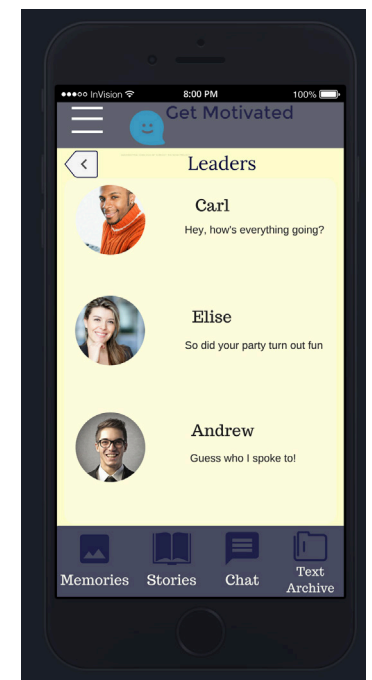 InVision 8:00 PM 100%
Get Motivated
Leaders
Carl
Hey, how's everything going?
Elise
So did your party turn out fun
Andrew
Guess who I spoke to!
Memories Stories Chat Text Archive